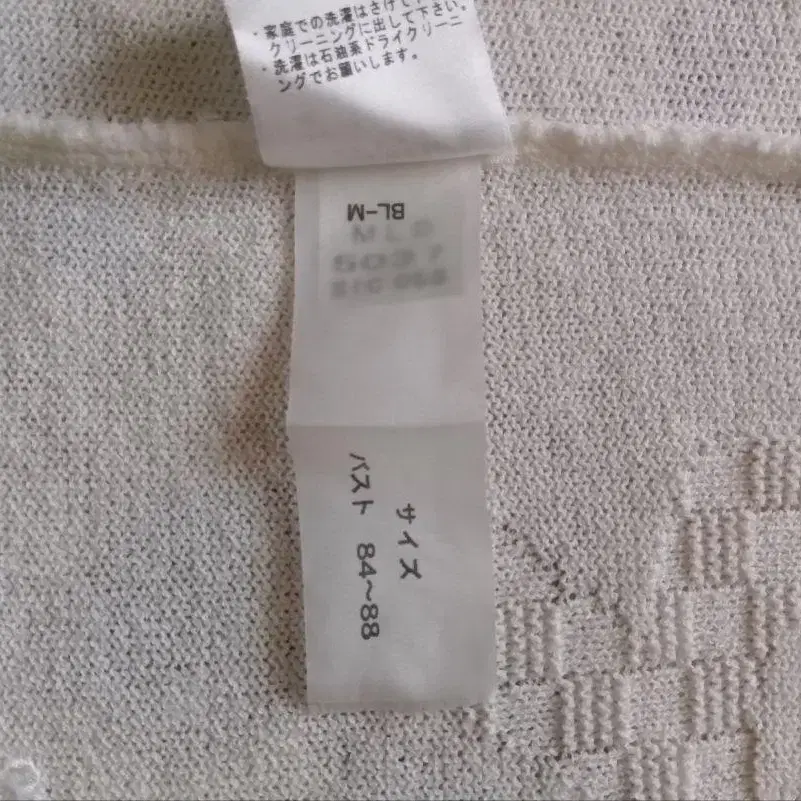 ・家庭での洗濯はさけて
クリーニングに出して下さい。
・洗濯は石油系ドライクリーニ
ングでお願いします。
BL-M
サイズ
バスト 84~88